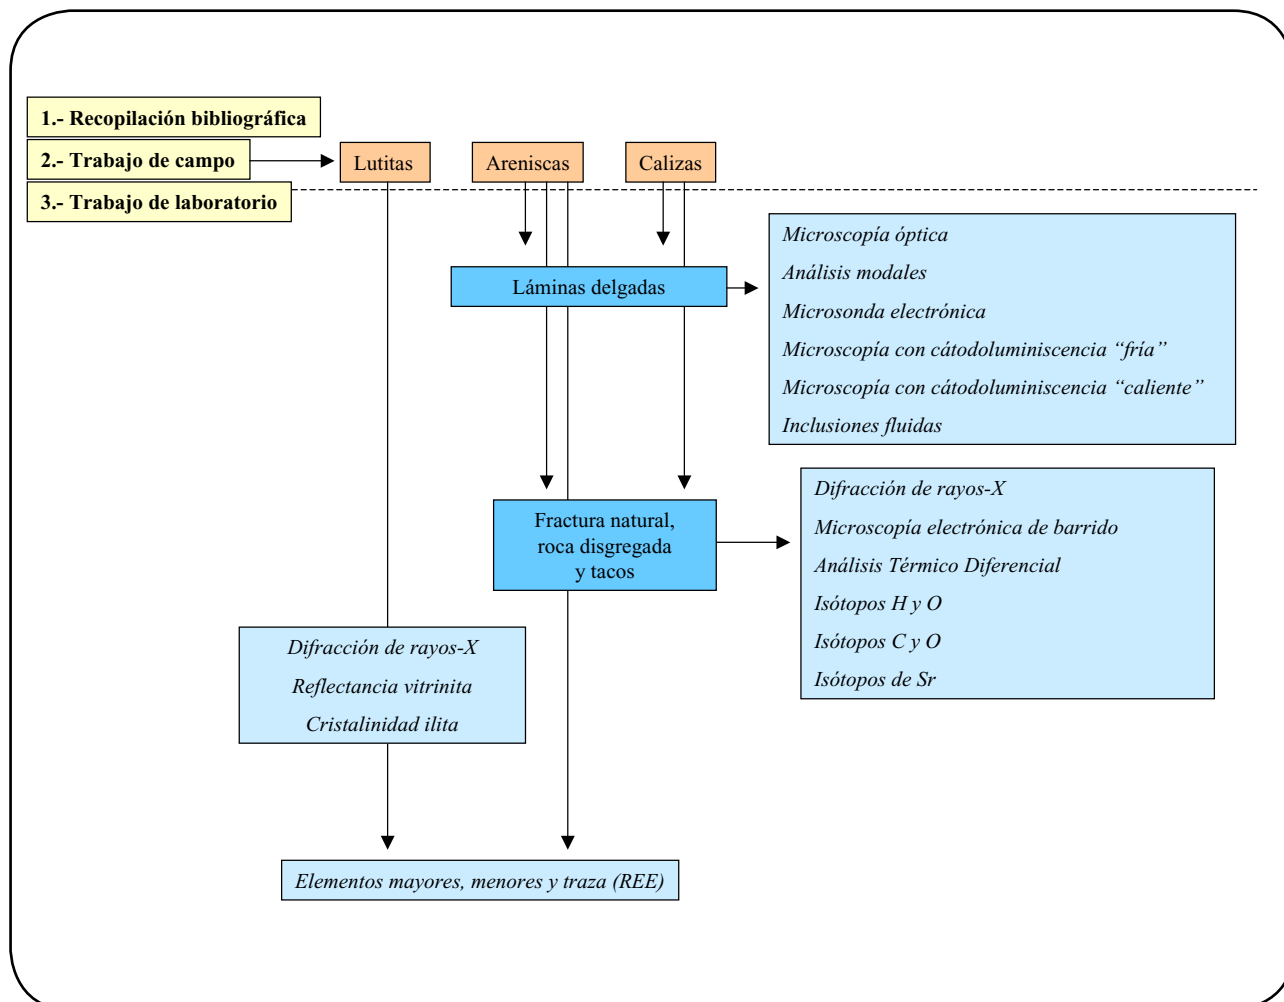 1.- Recopilación bibliográfica
2.- Trabajo de campo
Lutitas
Areniscas
Calizas
3.- Trabajo de laboratorio
Láminas delgadas
Microscopía óptica
Análisis modales
Microsonda electrónica
Microscopía con cátodoluminiscencia “fría”
Microscopía con cátodoluminiscencia “caliente”
Inclusiones fluidas
Fractura natural,
roca disgregada
y tacos
Difracción de rayos-X
Microscopía electrónica de barrido
Análisis Térmico Diferencial
Isótopos H y O
Isótopos C y O
Isótopos de Sr
Difracción de rayos-X
Reflectancia vitrinita
Cristalinidad ilita
Elementos mayores, menores y traza (REE)